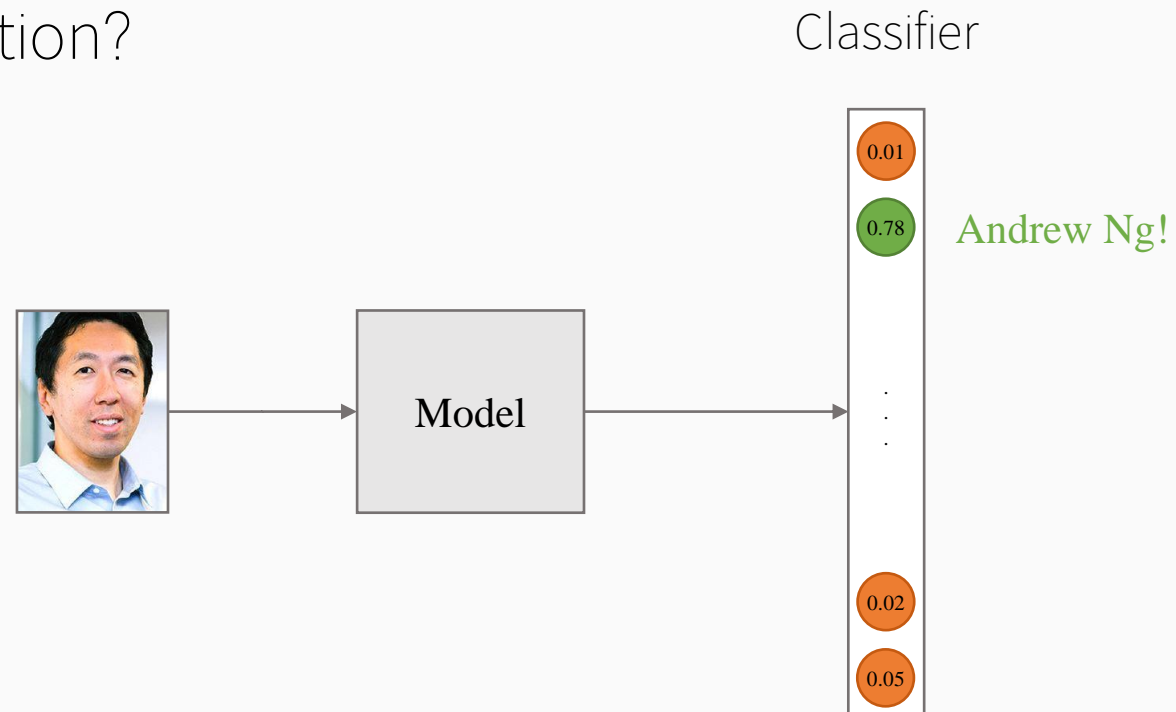 tion?
Classifier
0.01
0.78
Andrew Ng!
Model
.
.
.
0.02
0.05